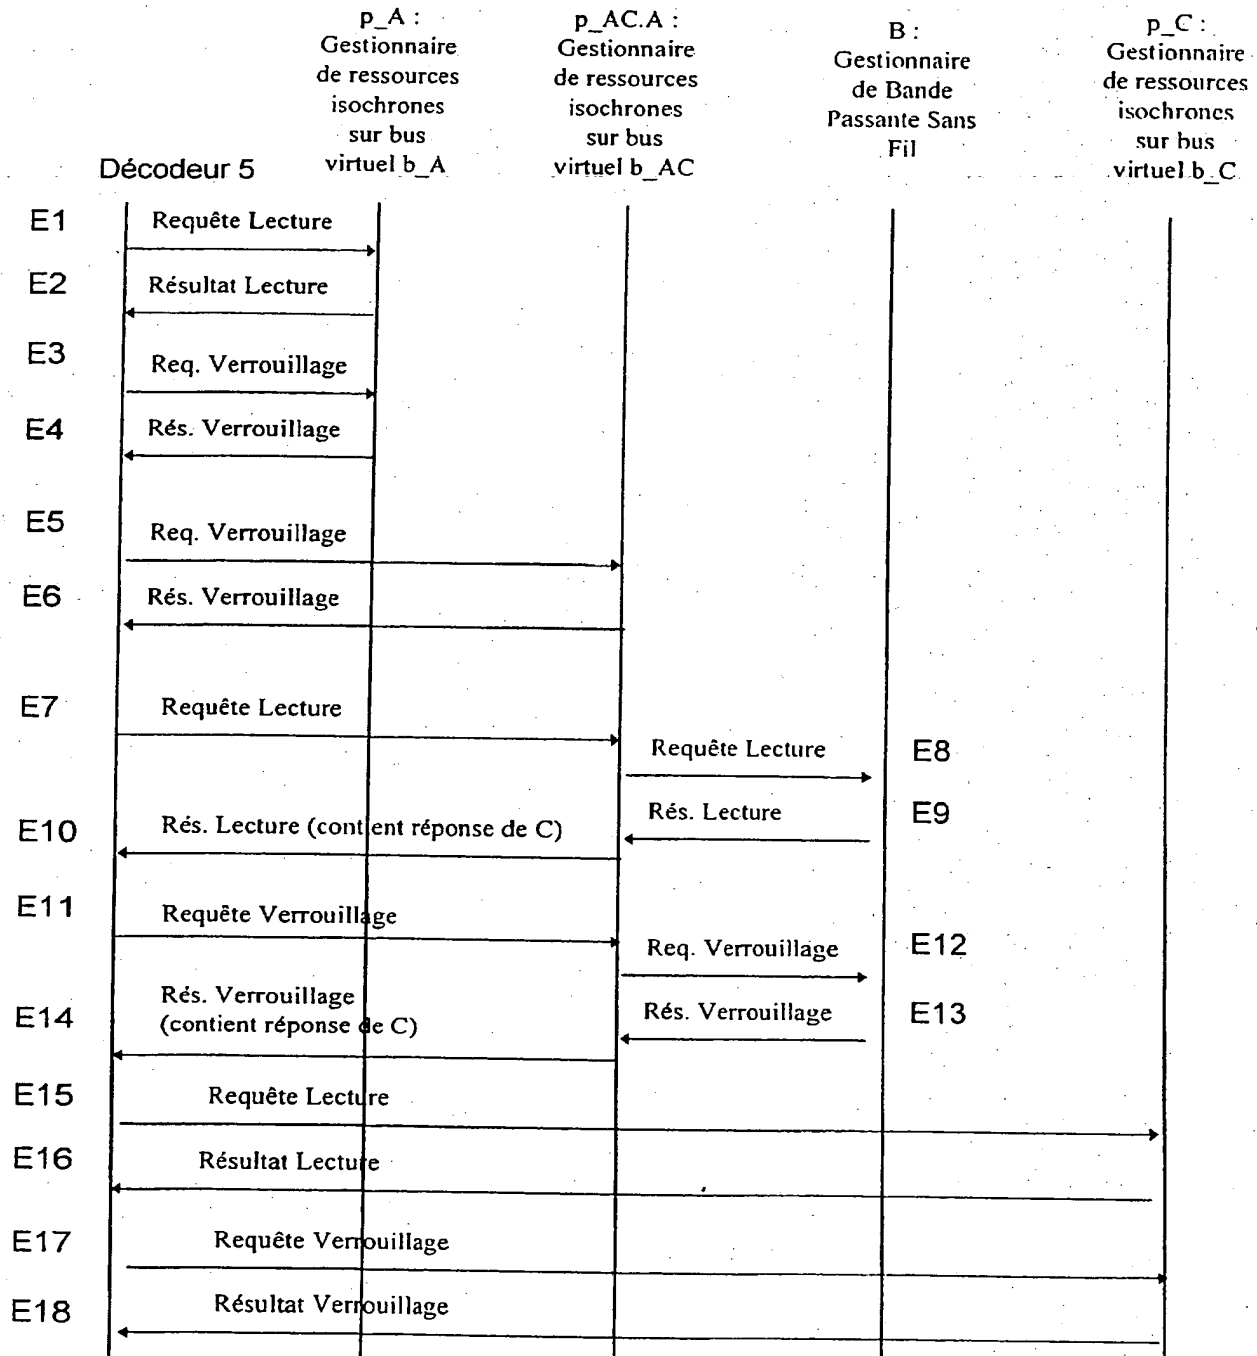 p_A :
Gestionnaire
de ressources
isochrones
sur bus
virtuel b_A
p_AC.A :
Gestionnaire
de ressources
isochrones
sur bus
virtuel b_AC
B :
Gestionnaire
de Bande
Passante Sans
Fil
p_C :
Gestionnaire
de ressources
isochrones
sur bus
virtuel b_C
Décodeur 5
E1
Requête Lecture
E2
Résultat Lecture
E3
Req. Verrouillage
E4
Rés. Verrouillage
E5
Req. Verrouillage
E6
Rés. Verrouillage
E7
Requête Lecture
Requête Lecture
E8
Rés. Lecture
E9
E10
Rés. Lecture (contient réponse de C)
E11
Requête Verrouillage
Req. Verrouillage
E12
Rés. Verrouillage
E13
E14
Rés. Verrouillage
(contient réponse de C)
E15
Requête Lecture
E16
Résultat Lecture
E17
Requête Verrouillage
E18
Résultat Verrouillage